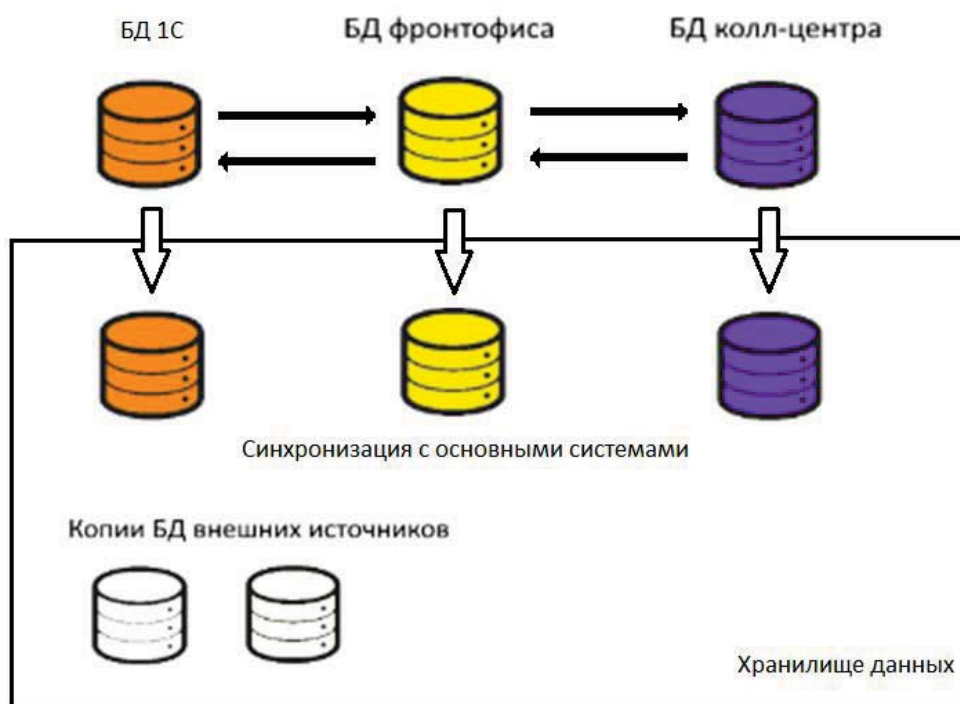 БД 1С
БД фронтофиса
БД колл-центра
Синхронизация с основными системами
Копии БД внешних источников
Хранилище данных